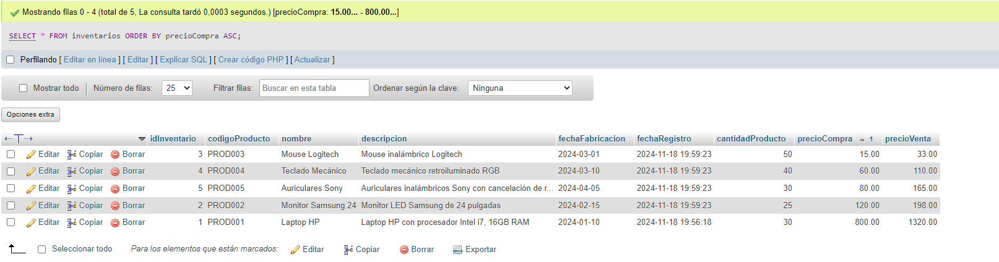 Mostrando filas 0 - 4 (total de 5, La consulta tardó 0,0003 segundos.) [precioCompra: 15.00... - 800.00...]
SELECT * FROM inventarios ORDER BY precioCompra ASC;
Perfilando [ Editar en línea ] [ Editar ] [ Explicar SQL ] [ Crear código PHP ] [ Actualizar ]
Mostrar todo Número de filas: 25 Filtrar filas: Buscar en esta tabla Ordenar según la clave: Ninguna
Opciones extra
idInventario codigoProducto nombre descripcion fechaFabricacion fechaRegistro cantidadProducto precioCompra 1 precioVenta
Editar Copiar Borrar 3 PROD003 Mouse Logitech Mouse inalámbrico Logitech 2024-03-01 2024-11-18 19:59:23 50 15.00 33.00
Editar Copiar Borrar 4 PROD004 Teclado Mecánico Teclado mecánico retroiluminado RGB 2024-03-10 2024-11-18 19:59:23 40 60.00 110.00
Editar Copiar Borrar 5 PROD005 Auriculares Sony Auriculares inalámbricos Sony con cancelación de r... 2024-04-05 2024-11-18 19:59:23 30 80.00 165.00
Editar Copiar Borrar 2 PROD002 Monitor Samsung 24 Monitor LED Samsung de 24 pulgadas 2024-02-15 2024-11-18 19:59:23 25 120.00 198.00
Editar Copiar Borrar 1 PROD001 Laptop HP Laptop HP con procesador Intel i7, 16GB RAM 2024-01-10 2024-11-18 19:56:18 30 800.00 1320.00
Seleccionar todo Para los elementos que están marcados: Editar Copiar Borrar Exportar